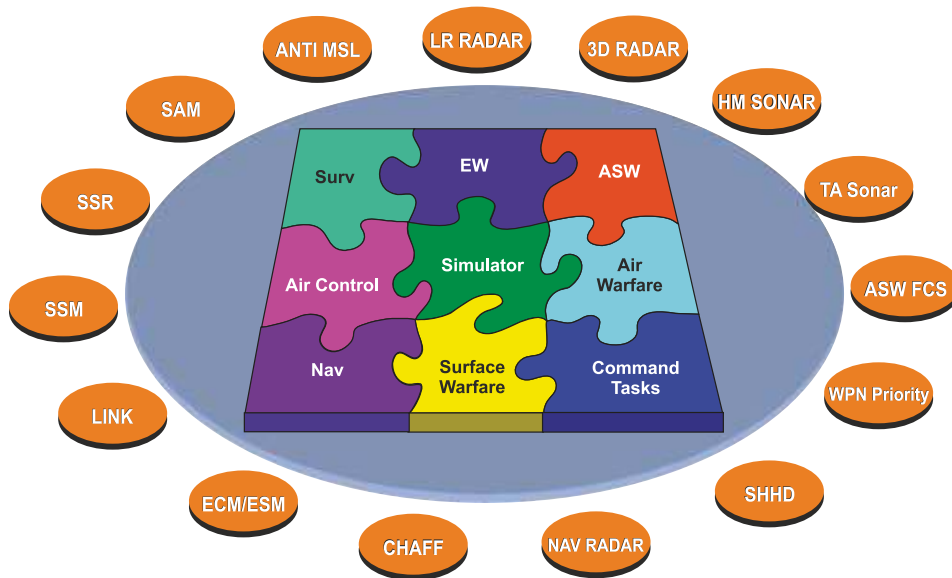 ANTI MSL
LR RADAR
3D RADAR
SAM
HM SONAR
SSR
TA Sonar
SSM
ASW FCS
LINK
WPN Priority
ECM/ESM
SHHD
CHAFF
NAV RADAR
Surv
EW
ASW
Air Control
Simulator
Air
Warfare
Nav
Surface
Warfare
Command
Tasks